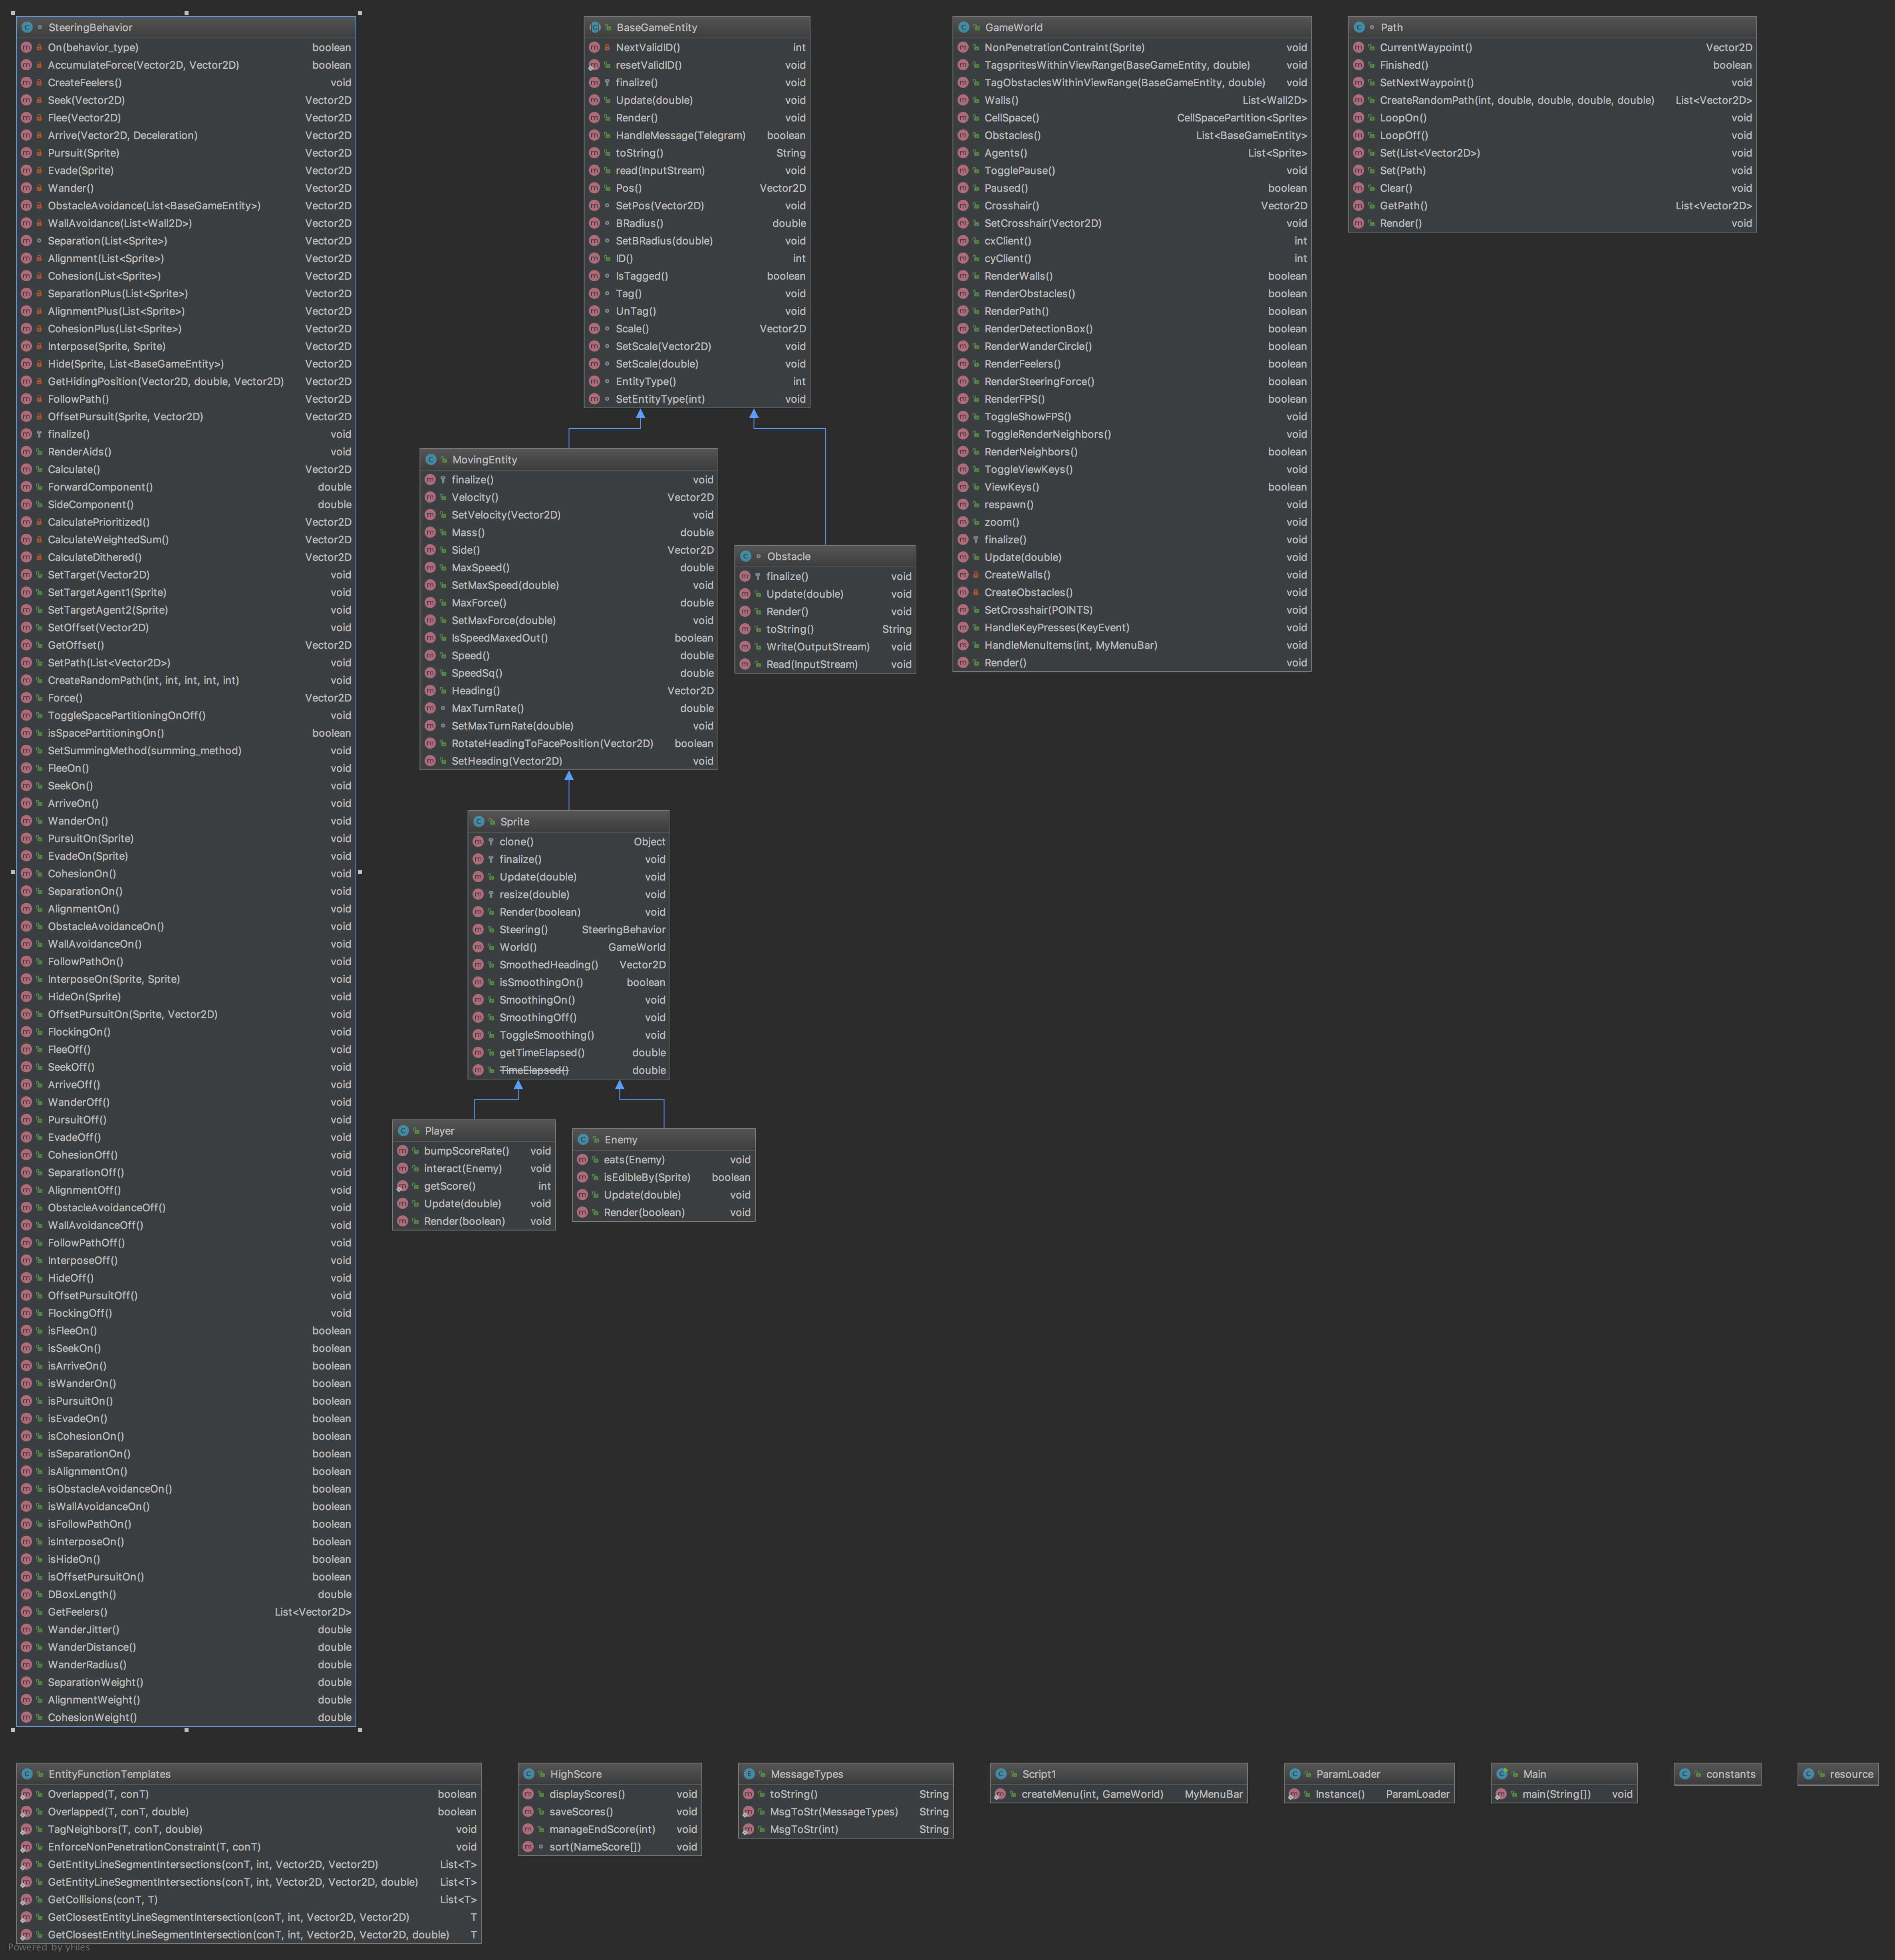 SteeringBehavior
On(behavior_type) boolean
AccumulateForce(Vector2D, Vector2D) boolean
CreateFeelers() void
Seek(Vector2D) Vector2D
Flee(Vector2D) Vector2D
Arrive(Vector2D, Deceleration) Vector2D
Pursuit(Sprite) Vector2D
Evade(Sprite) Vector2D
Wander() Vector2D
ObstacleAvoidance(List<BaseGameEntity>) Vector2D
WallAvoidance(List<Wall2D>) Vector2D
Separation(List<Sprite>) Vector2D
Alignment(List<Sprite>) Vector2D
Cohesion(List<Sprite>) Vector2D
SeparationPlus(List<Sprite>) Vector2D
AlignmentPlus(List<Sprite>) Vector2D
CohesionPlus(List<Sprite>) Vector2D
Interpose(Sprite, Sprite) Vector2D
Hide(Sprite, List<BaseGameEntity>) Vector2D
GetHidingPosition(Vector2D, double, Vector2D) Vector2D
FollowPath() Vector2D
OffsetPursuit(Sprite, Vector2D) Vector2D
finalize() void
RenderAids() void
Calculate() Vector2D
ForwardComponent() double
SideComponent() double
CalculatePrioritized() Vector2D
CalculateWeightedSum() Vector2D
CalculateDithered() Vector2D
SetTarget(Vector2D) void
SetTargetAgent1(Sprite) void
SetTargetAgent2(Sprite) void
SetOffset(Vector2D) void
GetOffset() Vector2D
SetPath(List<Vector2D>) void
CreateRandomPath(int, int, int, int, int) void
Force() Vector2D
ToggleSpacePartitioningOnOff() void
isSpacePartitioningOn() boolean
SetSummingMethod(summing_method) void
FleeOn() void
SeekOn() void
ArriveOn() void
WanderOn() void
PursuitOn(Sprite) void
EvadeOn(Sprite) void
CohesionOn() void
SeparationOn() void
AlignmentOn() void
ObstacleAvoidanceOn() void
WallAvoidanceOn() void
FollowPathOn() void
InterposeOn(Sprite, Sprite) void
HideOn(Sprite) void
OffsetPursuitOn(Sprite, Vector2D) void
FlockingOn() void
FleeOff() void
SeekOff() void
ArriveOff() void
WanderOff() void
PursuitOff() void
EvadeOff() void
CohesionOff() void
SeparationOff() void
AlignmentOff() void
ObstacleAvoidanceOff() void
WallAvoidanceOff() void
FollowPathOff() void
InterposeOff() void
HideOff() void
OffsetPursuitOff() void
FlockingOff() void
isFleeOn() boolean
isSeekOn() boolean
isArriveOn() boolean
isWanderOn() boolean
isPursuitOn() boolean
isEvadeOn() boolean
isCohesionOn() boolean
isSeparationOn() boolean
isAlignmentOn() boolean
isObstacleAvoidanceOn() boolean
isWallAvoidanceOn() boolean
isFollowPathOn() boolean
isInterposeOn() boolean
isHideOn() boolean
isOffsetPursuitOn() boolean
DBoxLength() double
GetFeelers() List<Vector2D>
WanderJitter() double
WanderDistance() double
WanderRadius() double
SeparationWeight() double
AlignmentWeight() double
CohesionWeight() double
BaseGameEntity
NextValidID() int
resetValidID() void
finalize() void
Update(double) void
Render() void
HandleMessage(Telegram) boolean
toString() String
read(InputStream) void
Pos() Vector2D
SetPos(Vector2D) void
BRadius() double
SetBRadius(double) void
ID() int
IsTagged() boolean
Tag() void
UnTag() void
Scale() Vector2D
SetScale(Vector2D) void
SetScale(double) void
EntityType() int
SetEntityType(int) void
MovingEntity
finalize() void
Velocity() Vector2D
SetVelocity(Vector2D) void
Mass() double
Side() Vector2D
MaxSpeed() double
SetMaxSpeed(double) void
MaxForce() double
SetMaxForce(double) void
IsSpeedMaxedOut() boolean
Speed() double
SpeedSq() double
Heading() Vector2D
MaxTurnRate() double
SetMaxTurnRate(double) void
RotateHeadingToFacePosition(Vector2D) boolean
SetHeading(Vector2D) void
Obstacle
finalize() void
Update(double) void
Render() void
toString() String
Write(OutputStream) void
Read(InputStream) void
Sprite
clone() Object
finalize() void
Update(double) void
resize(double) void
Render(boolean) void
Steering() SteeringBehavior
World() GameWorld
SmoothedHeading() Vector2D
isSmoothingOn() boolean
SmoothingOn() void
SmoothingOff() void
ToggleSmoothing() void
getTimeElapsed() double
TimeElapsed() double
Player
bumpScoreRate() void
interact(Enemy) void
getScore() int
Update(double) void
Render(boolean) void
Enemy
eats(Enemy) void
isEdibleBy(Sprite) boolean
Update(double) void
Render(boolean) void
GameWorld
NonPenetrationContraint(Sprite) void
TagspritesWithinViewRange(BaseGameEntity, double) void
TagObstaclesWithinViewRange(BaseGameEntity, double) void
Walls() List<Wall2D>
CellSpace() CellSpacePartition<Sprite>
Obstacles() List<BaseGameEntity>
Agents() List<Sprite>
TogglePause() void
Paused() boolean
Crosshair() Vector2D
SetCrosshair(Vector2D) void
cxClient() int
cyClient() int
RenderWalls() boolean
RenderObstacles() boolean
RenderPath() boolean
RenderDetectionBox() boolean
RenderWanderCircle() boolean
RenderFeelers() boolean
RenderSteeringForce() boolean
RenderFPS() boolean
ToggleShowFPS() void
ToggleRenderNeighbors() void
RenderNeighbors() boolean
ToggleViewKeys() void
ViewKeys() boolean
respawn() void
zoom() void
finalize() void
Update(double) void
CreateWalls() void
CreateObstacles() void
SetCrosshair(POINTS) void
HandleKeyPresses(KeyEvent) void
HandleMenuItems(int, MyMenuBar) void
Render() void
Path
CurrentWaypoint() Vector2D
Finished() boolean
SetNextWaypoint() void
CreateRandomPath(int, double, double, double, double) List<Vector2D>
LoopOn() void
LoopOff() void
Set(List<Vector2D>) void
Set(Path) void
Clear() void
GetPath() List<Vector2D>
Render() void
EntityFunctionTemplates
Overlapped(T, conT) boolean
Overlapped(T, conT, double) boolean
TagNeighbors(T, conT, double) void
EnforceNonPenetrationConstraint(T, conT) void
GetEntityLineSegmentIntersections(conT, int, Vector2D, Vector2D) List<T>
GetEntityLineSegmentIntersections(conT, int, Vector2D, Vector2D, double) List<T>
GetCollisions(conT, T) List<T>
GetClosestEntityLineSegmentIntersection(conT, int, Vector2D, Vector2D) T
GetClosestEntityLineSegmentIntersection(conT, int, Vector2D, Vector2D, double) T
HighScore
displayScores() void
saveScores() void
manageEndScore(int) void
sort(NameScore[]) void
MessageTypes
toString() String
MsgToStr(MessageTypes) String
MsgToStr(int) String
Script1
createMenu(int, GameWorld) MyMenuBar
ParamLoader
Instance() ParamLoader
Main
main(String[]) void
constants
resource
Powered by yFiles